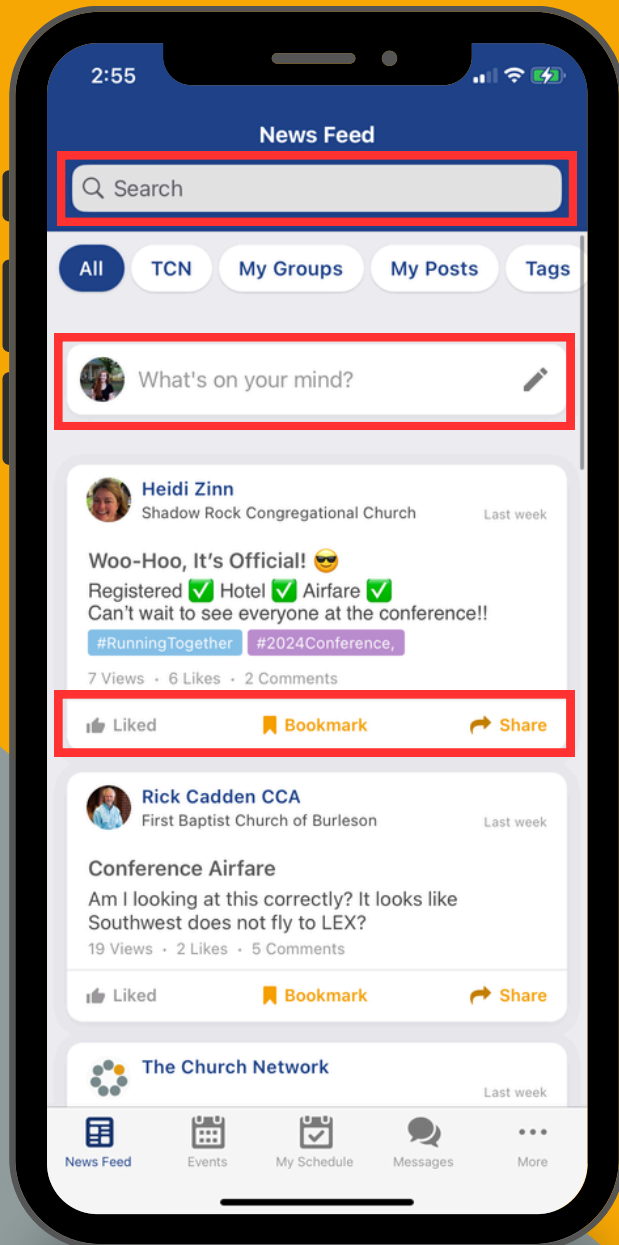 2:55
News Feed
Search
All TCN My Groups My Posts Tags
What's on your mind?
Heidi Zinn
Shadow Rock Congregational Church Last week
Woo-Hoo, It's Official! 😎
Registered ✅ Hotel ✅ Airfare ✅
Can't wait to see everyone at the conference!!
#RunningTogether #2024Conference,
7 Views · 6 Likes · 2 Comments
Liked Bookmark Share
Rick Cadden CCA
First Baptist Church of Burleson Last week
Conference Airfare
Am I looking at this correctly? It looks like
Southwest does not fly to LEX?
19 Views · 2 Likes · 5 Comments
Liked Bookmark Share
The Church Network
Last week
News Feed Events My Schedule Messages More